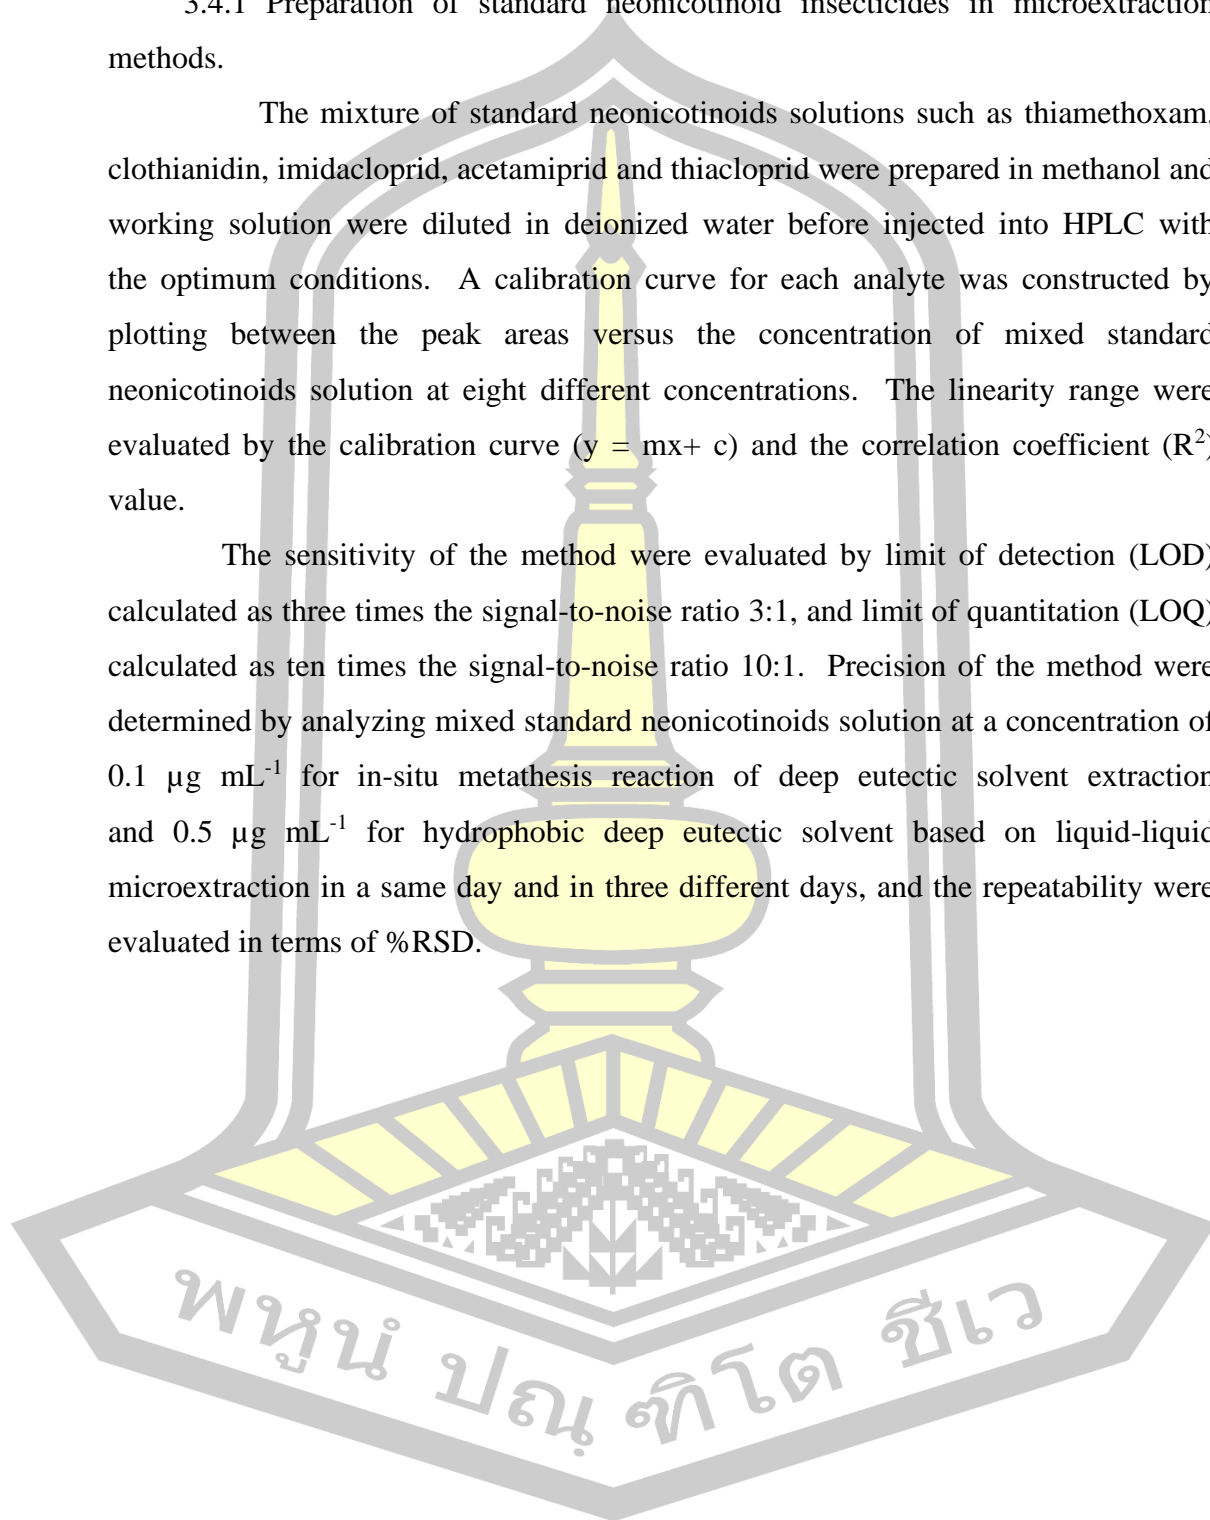 3.4.1 Preparation of standard neonicotinoid insecticides in microextraction
methods.
The mixture of standard neonicotinoids solutions such as thiamethoxam,
clothianidin, imidacloprid, acetamiprid and thiacloprid were prepared in methanol and
working solution were diluted in deionized water before injected into HPLC with
the optimum conditions. A calibration curve for each analyte was constructed by
plotting between the peak areas versus the concentration of mixed standard
neonicotinoids solution at eight different concentrations. The linearity range were
evaluated by the calibration curve (y = mx+ c) and the correlation coefficient (R²)
value.
The sensitivity of the method were evaluated by limit of detection (LOD)
calculated as three times the signal-to-noise ratio 3:1, and limit of quantitation (LOQ)
calculated as ten times the signal-to-noise ratio 10:1. Precision of the method were
determined by analyzing mixed standard neonicotinoids solution at a concentration of
0.1 µg mL⁻¹ for in-situ metathesis reaction of deep eutectic solvent extraction
and 0.5 µg mL⁻¹ for hydrophobic deep eutectic solvent based on liquid-liquid
microextraction in a same day and in three different days, and the repeatability were
evaluated in terms of %RSD.
พหูนํ ปณฺฑิโต ชีเว